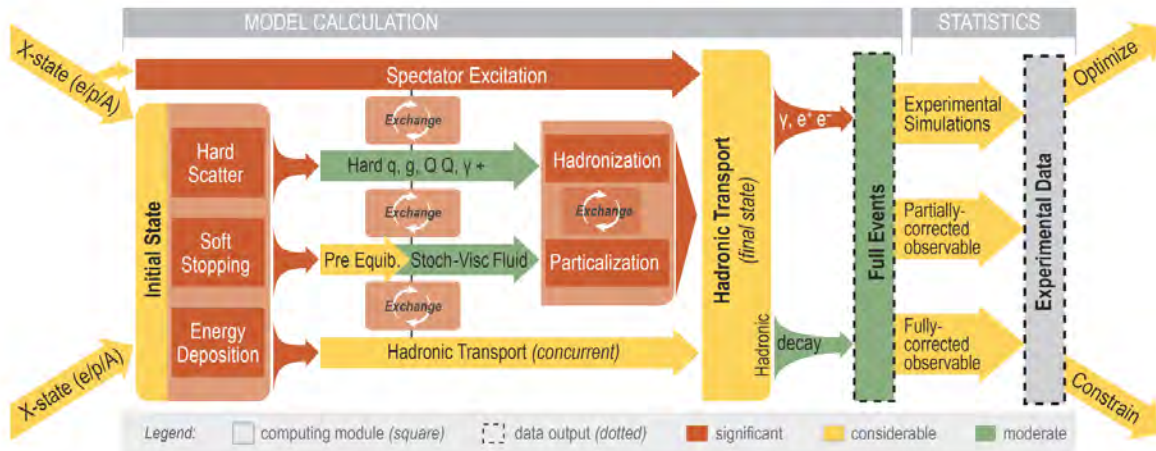 MODEL CALCULATION
STATISTICS
X-state (e/p/A)
Spectator Excitation
Optimize
Initial State
Hard
Scatter
Soft
Stopping
Energy
Deposition
Exchange
Hard q, g, Q Q, γ +
Exchange
Pre Equib.
Stoch-Visc Fluid
Exchange
Hadronic Transport (concurrent)
Hadronization
Exchange
Particalization
Hadronic Transport
(final state)
γ, e⁺ e⁻
Hadronic
decay
Full Events
Experimental
Simulations
Partially-
corrected
observable
Fully-
corrected
observable
Experimental Data
X-state (e/p/A)
Constrain
Legend:
computing module (square)
data output (dotted)
significant
considerable
moderate